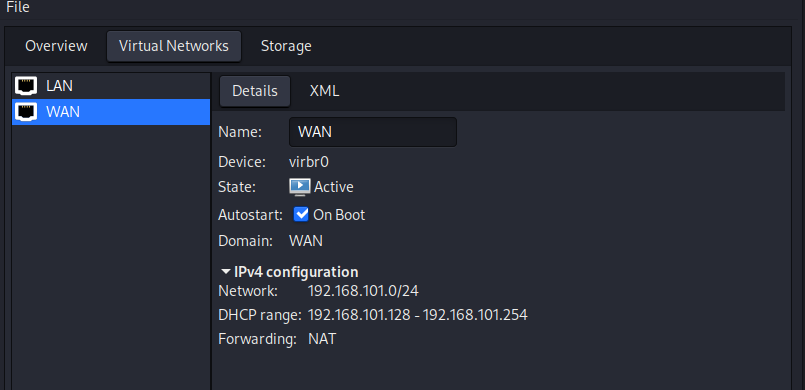 File
Overview Virtual Networks Storage
LAN
WAN
Details XML
Name: WAN
Device: virbr0
State: Active
Autostart: On Boot
Domain: WAN
IPv4 configuration
Network: 192.168.101.0/24
DHCP range: 192.168.101.128 - 192.168.101.254
Forwarding: NAT